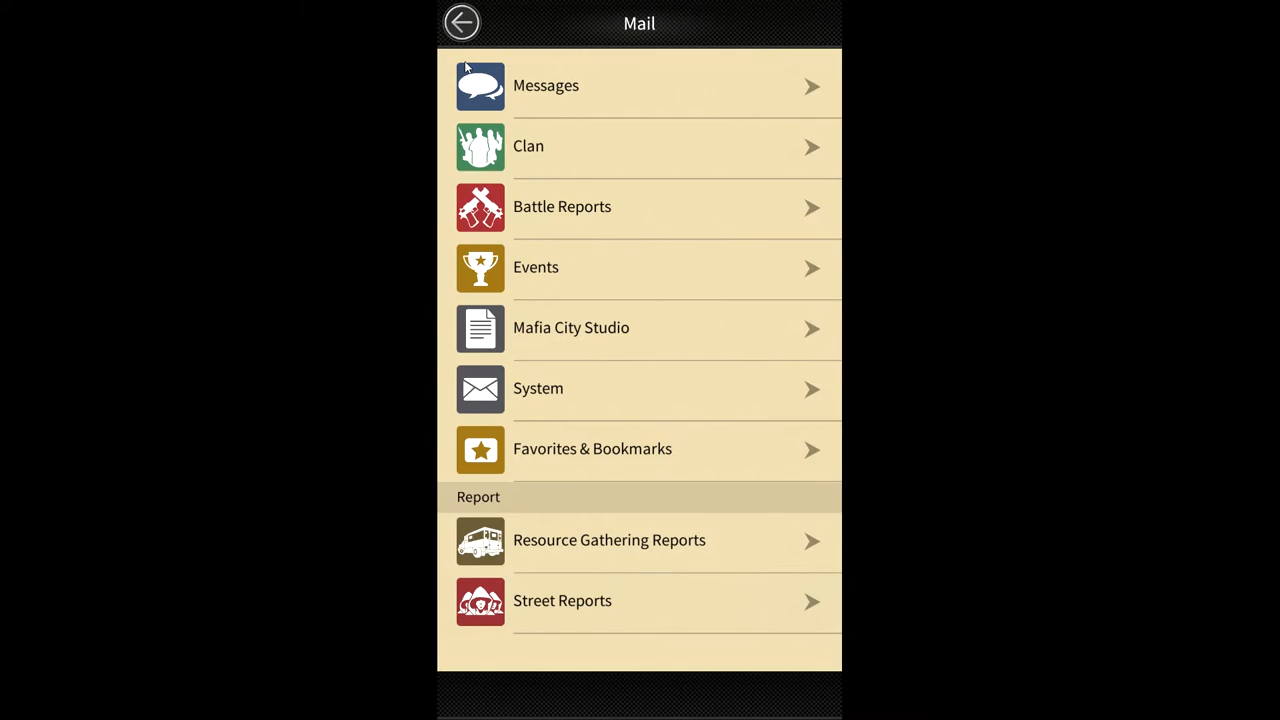 Mail
Messages
Clan
Battle Reports
Events
Mafia City Studio
System
Favorites & Bookmarks
Report
Resource Gathering Reports
Street Reports